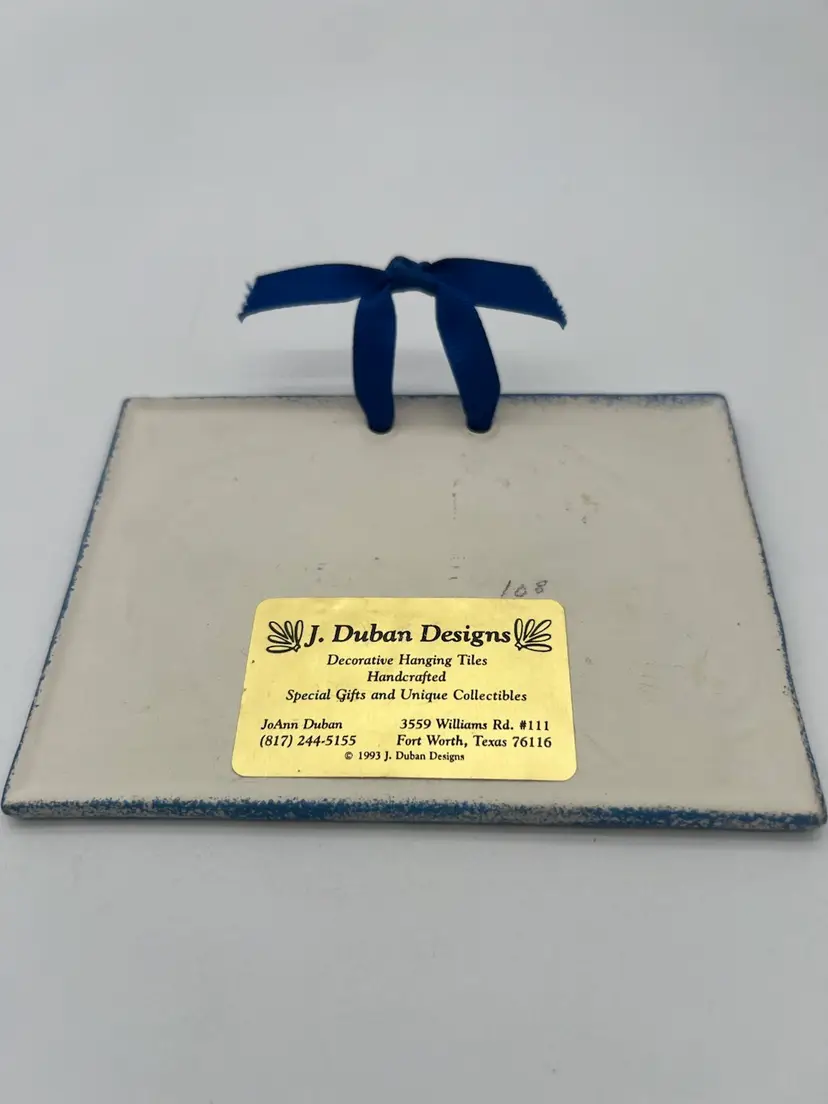 108
J. Duban Designs
Decorative Hanging Tiles
Handcrafted
Special Gifts and Unique Collectibles
JoAnn Duban 3559 Williams Rd. #111
(817) 244-5155 Fort Worth, Texas 76116
© 1993 J. Duban Designs